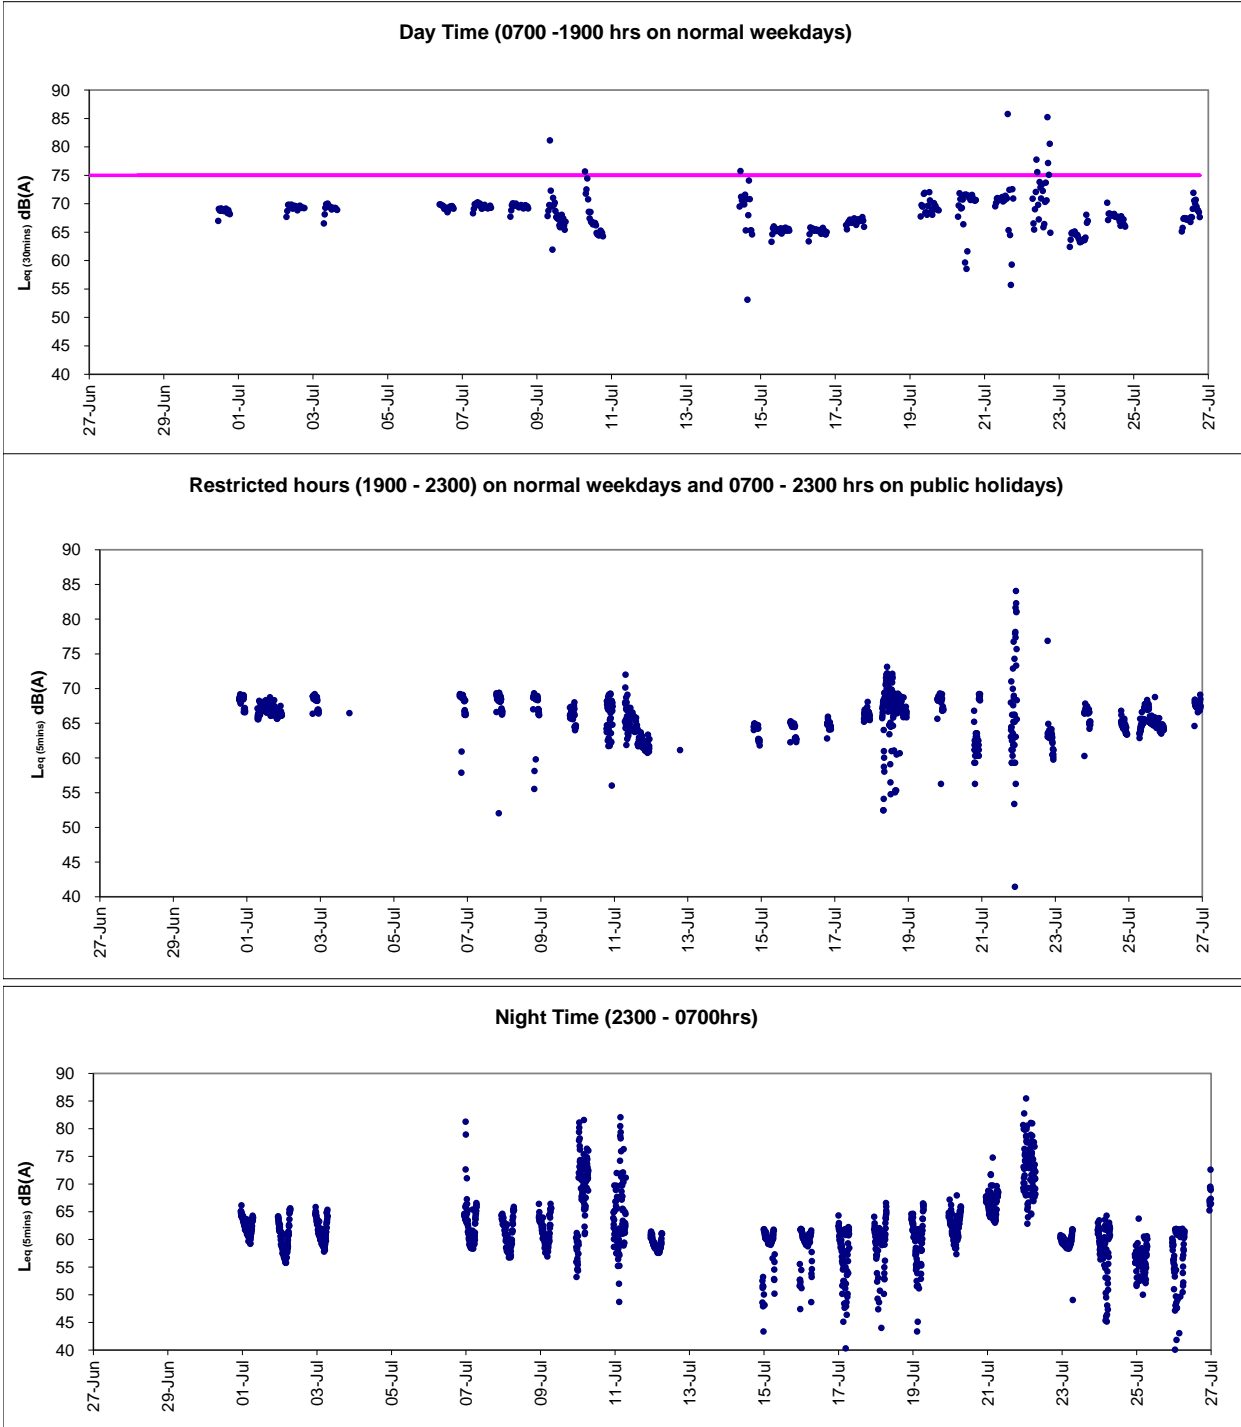 Day Time (0700 -1900 hrs on normal weekdays)
90
85
80
75
70
65
60
55
50
45
40
Leq (30mins) dB(A)
27-Jun
29-Jun
01-Jul
03-Jul
05-Jul
07-Jul
09-Jul
11-Jul
13-Jul
15-Jul
17-Jul
19-Jul
21-Jul
23-Jul
25-Jul
27-Jul
Restricted hours (1900 - 2300) on normal weekdays and 0700 - 2300 hrs on public holidays)
90
85
80
75
70
65
60
55
50
45
40
Leq (5mins) dB(A)
27-Jun
29-Jun
01-Jul
03-Jul
05-Jul
07-Jul
09-Jul
11-Jul
13-Jul
15-Jul
17-Jul
19-Jul
21-Jul
23-Jul
25-Jul
27-Jul
Night Time (2300 - 0700hrs)
90
85
80
75
70
65
60
55
50
45
40
Leq (5mins) dB(A)
27-Jun
29-Jun
01-Jul
03-Jul
05-Jul
07-Jul
09-Jul
11-Jul
13-Jul
15-Jul
17-Jul
19-Jul
21-Jul
23-Jul
25-Jul
27-Jul